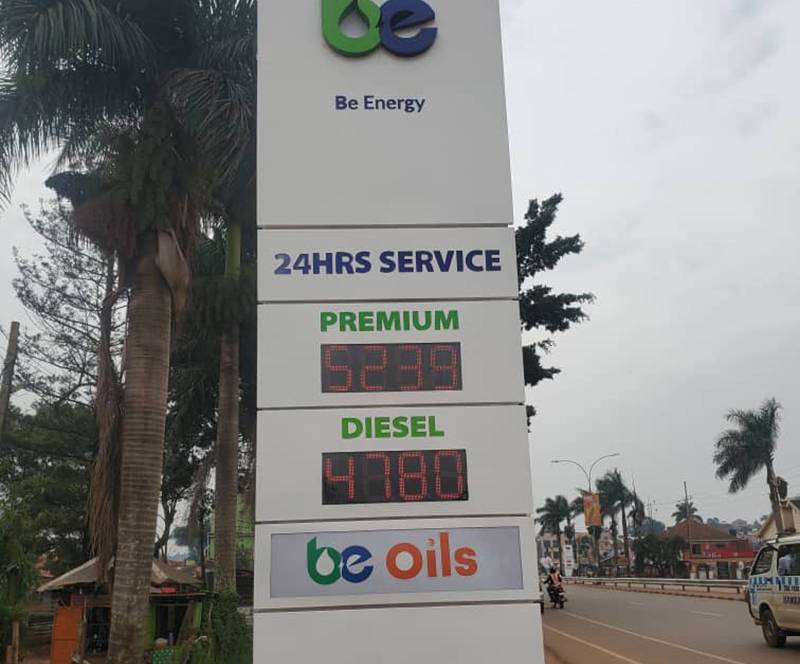 be
Be Energy
24HRS SERVICE
PREMIUM
5239
DIESEL
4780
be Oils